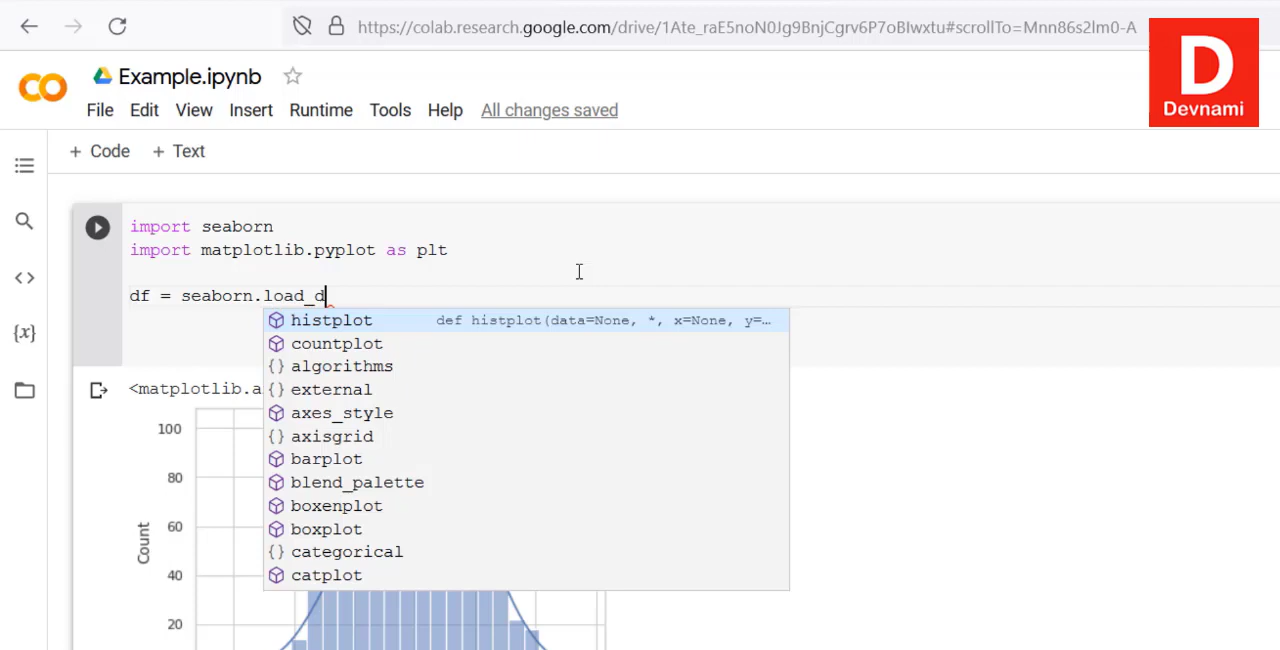 https://colab.research.google.com/drive/1Ate_raE5noN0Jg9BnjCgrv6P7oBIwxtu#scrollTo=Mnn86s2lm0-A
D
Devnami
CO
Example.ipynb
File Edit View Insert Runtime Tools Help All changes saved
+ Code + Text
import seaborn
import matplotlib.pyplot as plt
df = seaborn.load_d
histplot def histplot(data=None, *, x=None, y=…
countplot
{} algorithms
{} external
axes_style
{} axisgrid
barplot
blend_palette
boxenplot
boxplot
{} categorical
catplot
{x}
<matplotlib.a
100
80
60
40
20
Count